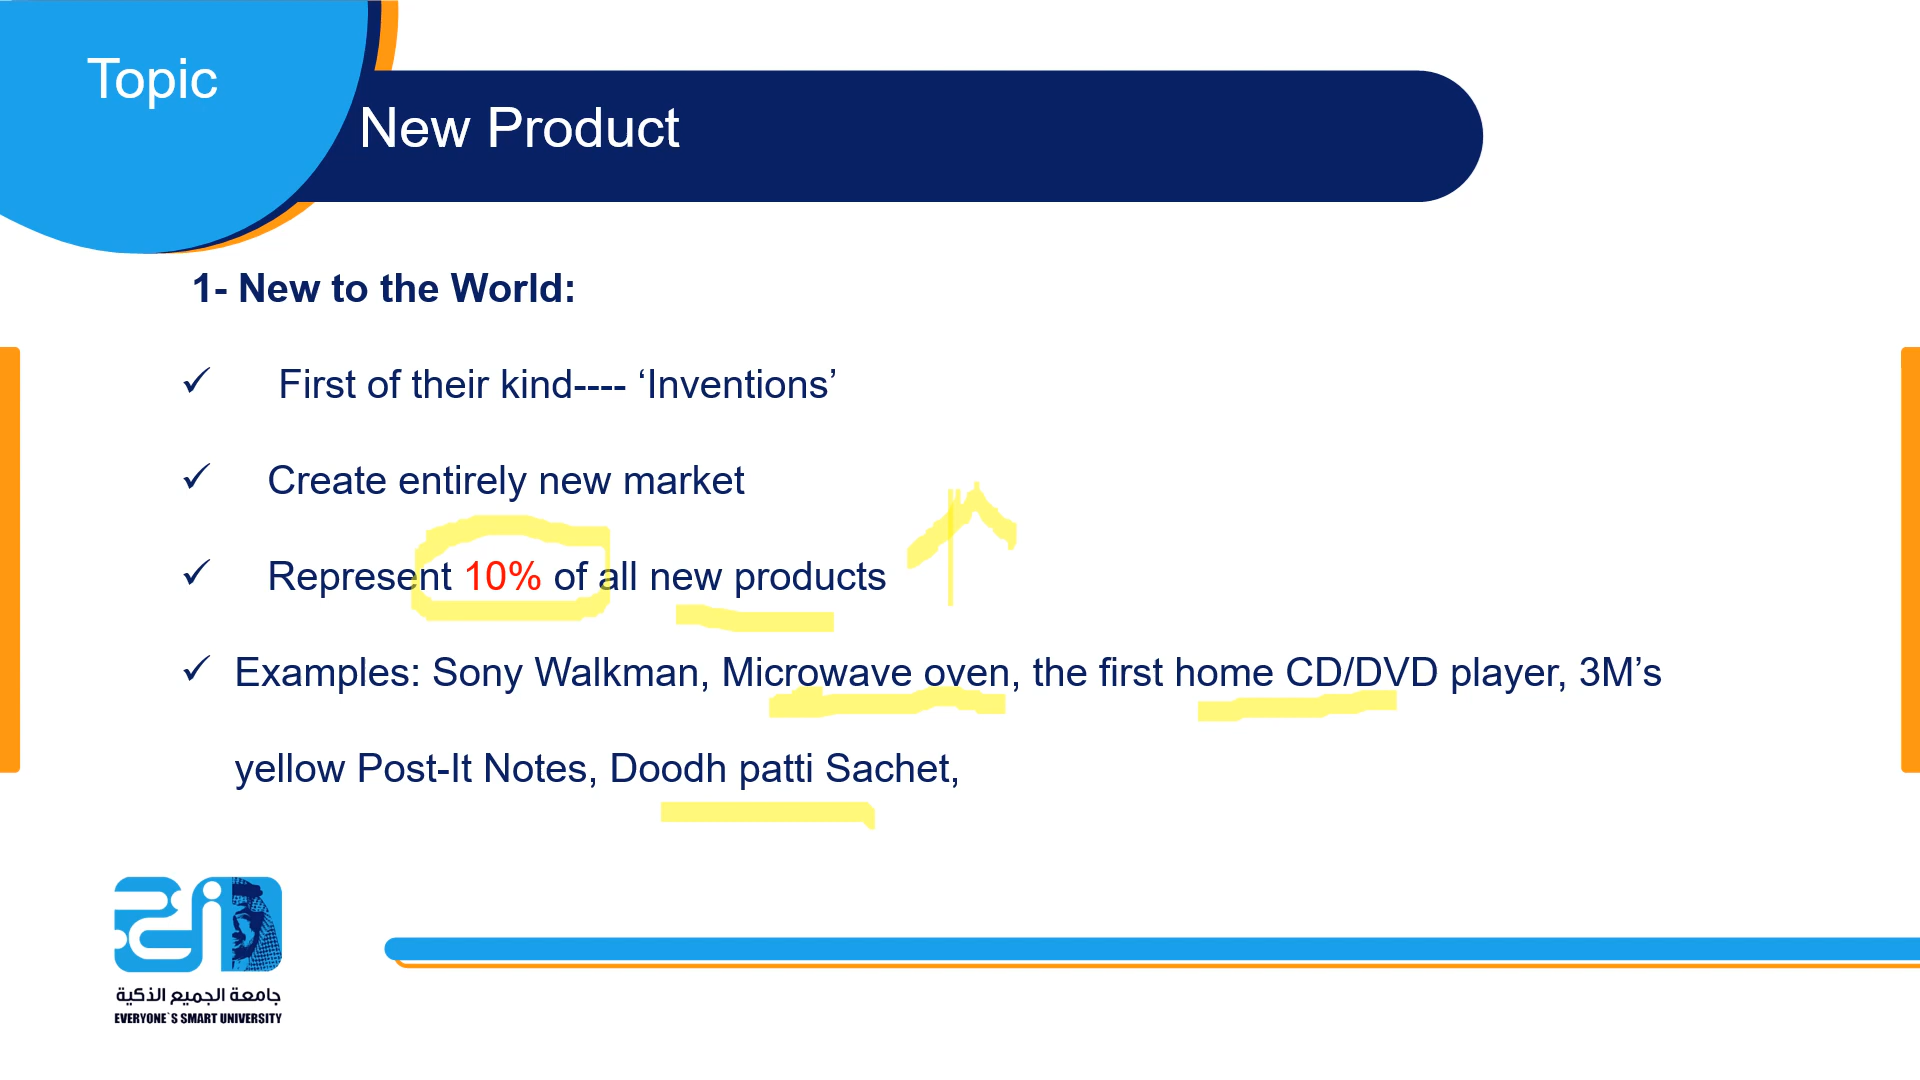 Topic
New Product
1- New to the World:
✓ First of their kind---- ‘Inventions’
✓ Create entirely new market
✓ Represent 10% of all new products
✓ Examples: Sony Walkman, Microwave oven, the first home CD/DVD player, 3M’s
yellow Post-It Notes, Doodh patti Sachet,
جامعة الجميع الذكية
EVERYONE`S SMART UNIVERSITY